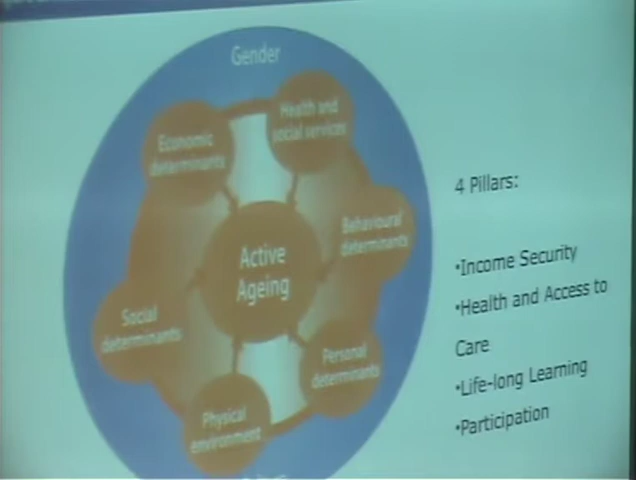 Gender
Health and
social services
Economic
determinants
Behavioural
determinants
Active
Ageing
Social
determinants
Personal
determinants
Physical
environment
4 Pillars:
•Income Security
•Health and Access to
Care
•Life-long Learning
•Participation